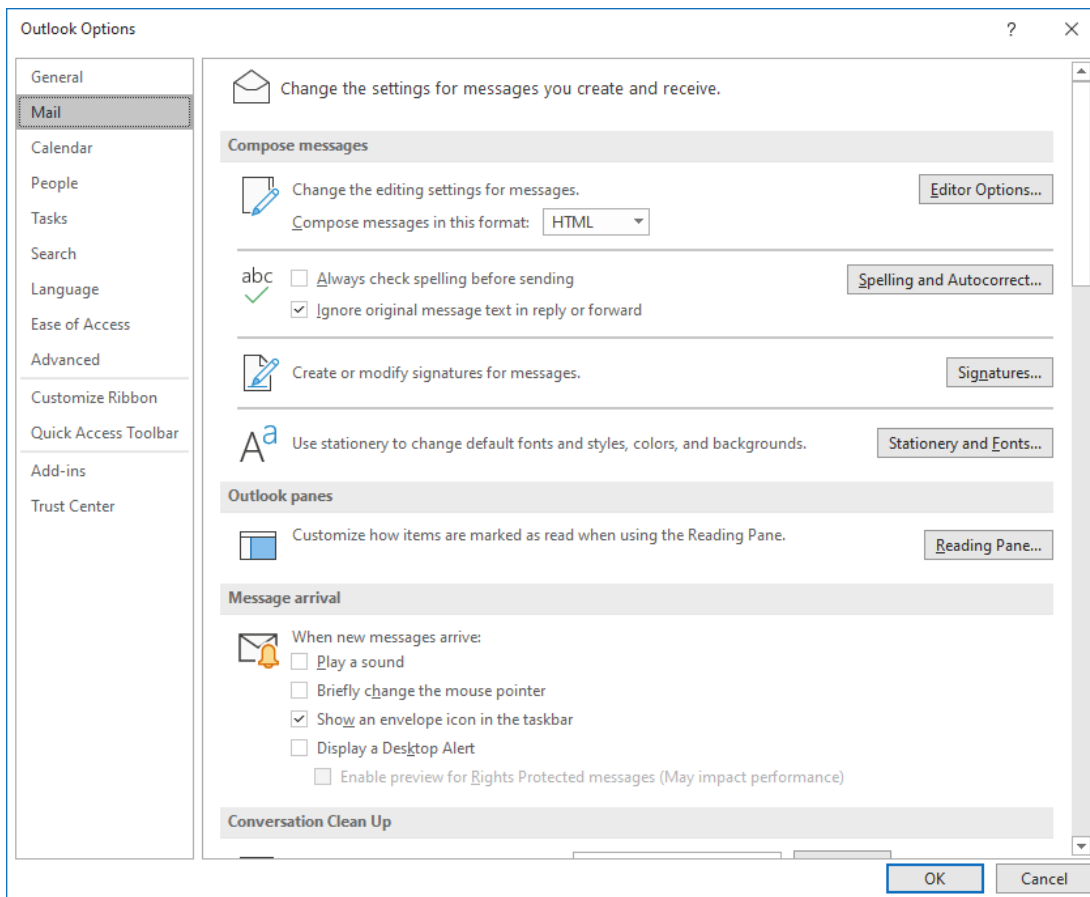 Outlook Options
?
General
Mail
Calendar
People
Tasks
Search
Language
Ease of Access
Advanced
Customize Ribbon
Quick Access Toolbar
Add-ins
Trust Center
Change the settings for messages you create and receive.
Compose messages
Change the editing settings for messages.
Editor Options...
Compose messages in this format: HTML
abc
Always check spelling before sending
Spelling and Autocorrect...
Ignore original message text in reply or forward
Create or modify signatures for messages.
Signatures...
Aa
Use stationery to change default fonts and styles, colors, and backgrounds.
Stationery and Fonts...
Outlook panes
Customize how items are marked as read when using the Reading Pane.
Reading Pane...
Message arrival
When new messages arrive:
Play a sound
Briefly change the mouse pointer
Show an envelope icon in the taskbar
Display a Desktop Alert
Enable preview for Rights Protected messages (May impact performance)
Conversation Clean Up
OK
Cancel